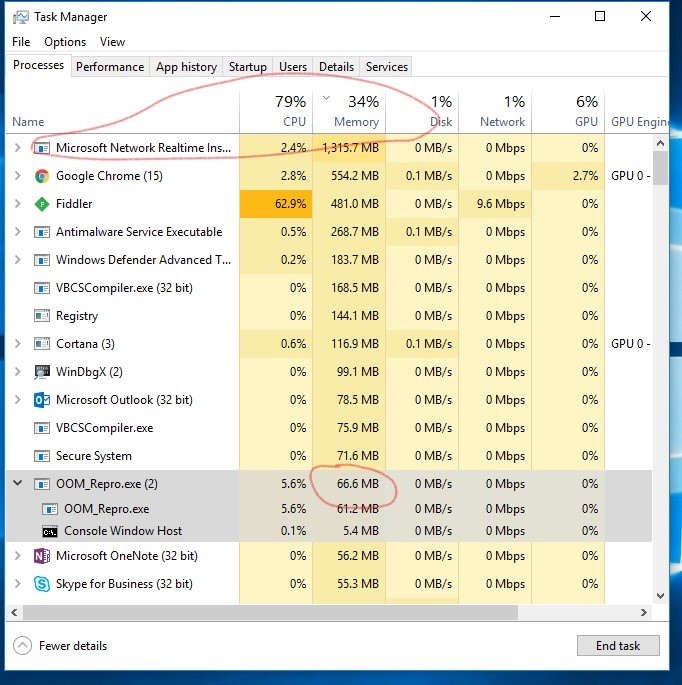 Task Manager
File Options View
Processes Performance App history Startup Users Details Services
79% 34% 1% 1% 6%
Name CPU Memory Disk Network GPU GPU Engin
Microsoft Network Realtime Ins... 2.4% 1,315.7 MB 0 MB/s 0 Mbps 0%
Google Chrome (15) 2.8% 554.2 MB 0.1 MB/s 0 Mbps 2.7% GPU 0 -
Fiddler 62.9% 481.0 MB 0 MB/s 9.6 Mbps 0%
Antimalware Service Executable 0.5% 268.7 MB 0.1 MB/s 0 Mbps 0%
Windows Defender Advanced T... 0.2% 183.7 MB 0 MB/s 0 Mbps 0%
VBCSCompiler.exe (32 bit) 0% 168.5 MB 0 MB/s 0 Mbps 0%
Registry 0% 144.1 MB 0 MB/s 0 Mbps 0%
Cortana (3) 0.6% 116.9 MB 0.1 MB/s 0 Mbps 0% GPU 0 -
WinDbgX (2) 0% 99.1 MB 0 MB/s 0 Mbps 0%
Microsoft Outlook (32 bit) 0% 78.5 MB 0 MB/s 0 Mbps 0%
VBCSCompiler.exe 0% 75.9 MB 0 MB/s 0 Mbps 0%
Secure System 0% 71.6 MB 0 MB/s 0 Mbps 0%
OOM_Repro.exe (2) 5.6% 66.6 MB 0 MB/s 0 Mbps 0%
OOM_Repro.exe 5.6% 61.2 MB 0 MB/s 0 Mbps 0%
Console Window Host 0.1% 5.4 MB 0 MB/s 0 Mbps 0%
Microsoft OneNote (32 bit) 0% 56.2 MB 0 MB/s 0 Mbps 0%
Skype for Business (32 bit) 0% 55.3 MB 0 MB/s 0 Mbps 0%
Fewer details End task